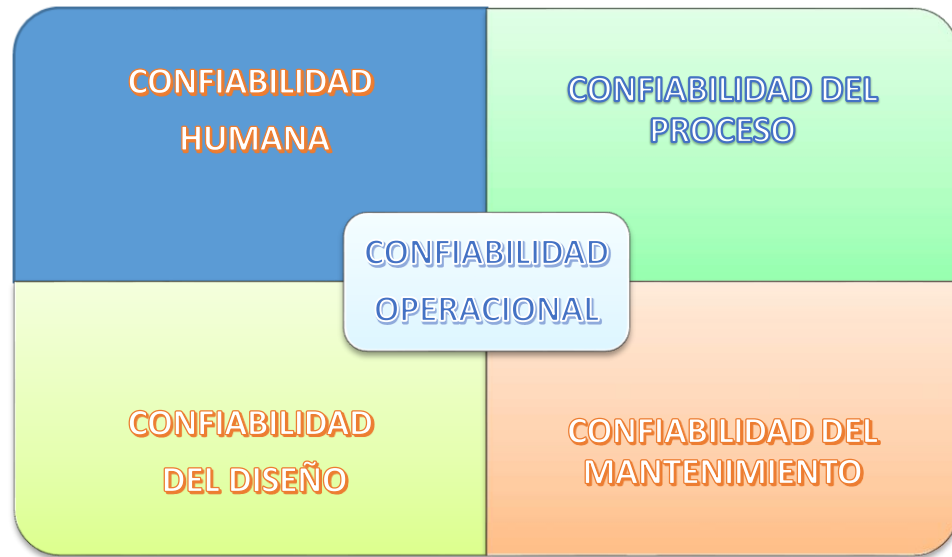 CONFIABILIDAD
HUMANA
CONFIABILIDAD DEL
PROCESO
CONFIABILIDAD
OPERACIONAL
CONFIABILIDAD
DEL DISEÑO
CONFIABILIDAD DEL
MANTENIMIENTO